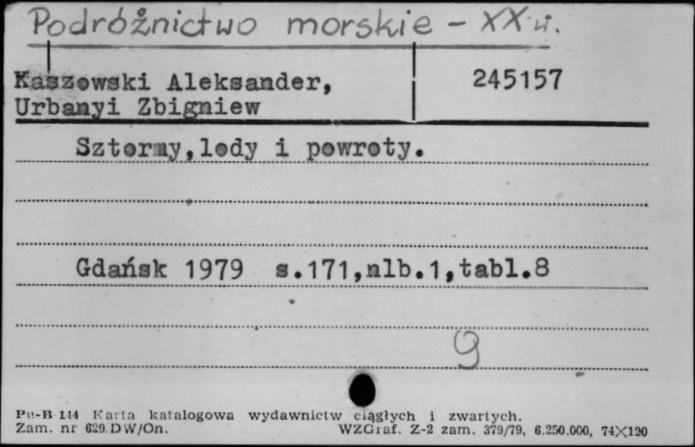 Podróżnictwo morskie - XX w.
Kaszowski Aleksander, 245157
Urbanyi Zbigniew
Sztormy,lody i powroty.
Gdańsk 1979 s.171,nlb.1,tabl.8
9
Pu-B 144 Karta katalogowa wydawnictw ciągłych i zwartych.
Zam. nr 629.DW/On. WZGraf. Z-2 zam. 379/79, 6.250.000, 74×120